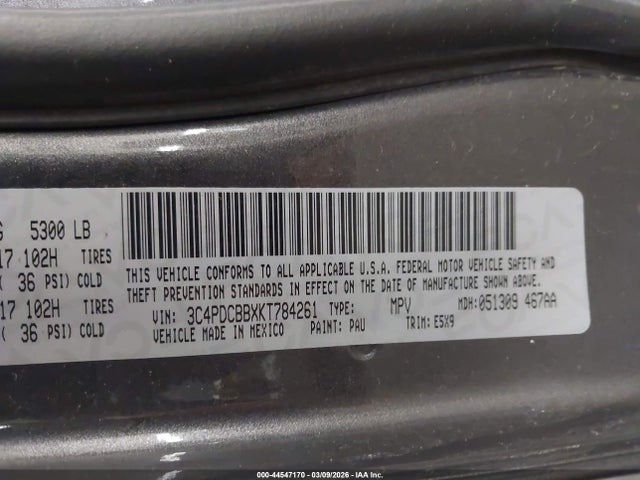 G 5300 LB
17 102H TIRES
( 36 PSI) COLD
17 102H TIRES
( 36 PSI) COLD
THIS VEHICLE CONFORMS TO ALL APPLICABLE U.S.A. FEDERAL MOTOR VEHICLE SAFETY AND
THEFT PREVENTION STANDARDS IN EFFECT ON THE DATE OF MANUFACTURE SHOWN ABOVE.
VIN: 3C4PDCBBXKT784261 TYPE: MPV MDH: 051309 467AA
VEHICLE MADE IN MEXICO PAINT: PAU TRIM: E5X9
000-44547170 — 03/09/2026 — IAA Inc.